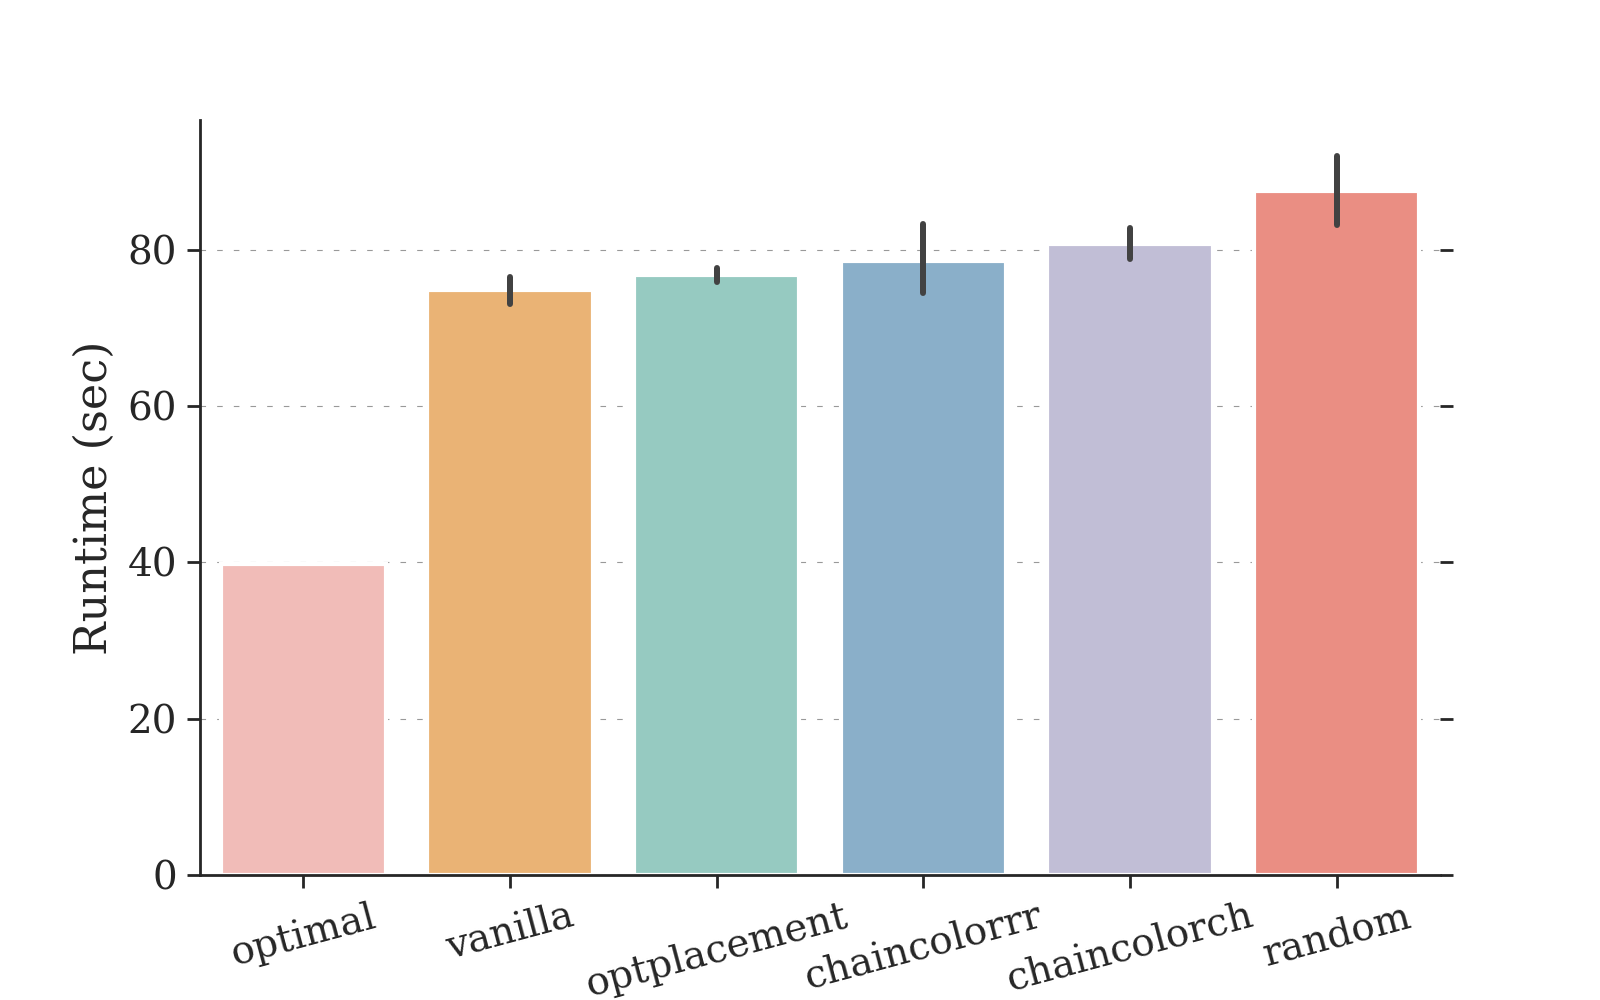 Runtime (sec)
80
60
40
20
0
optimal
vanilla
optplacement
chaincolorrr
chaincolorch
random